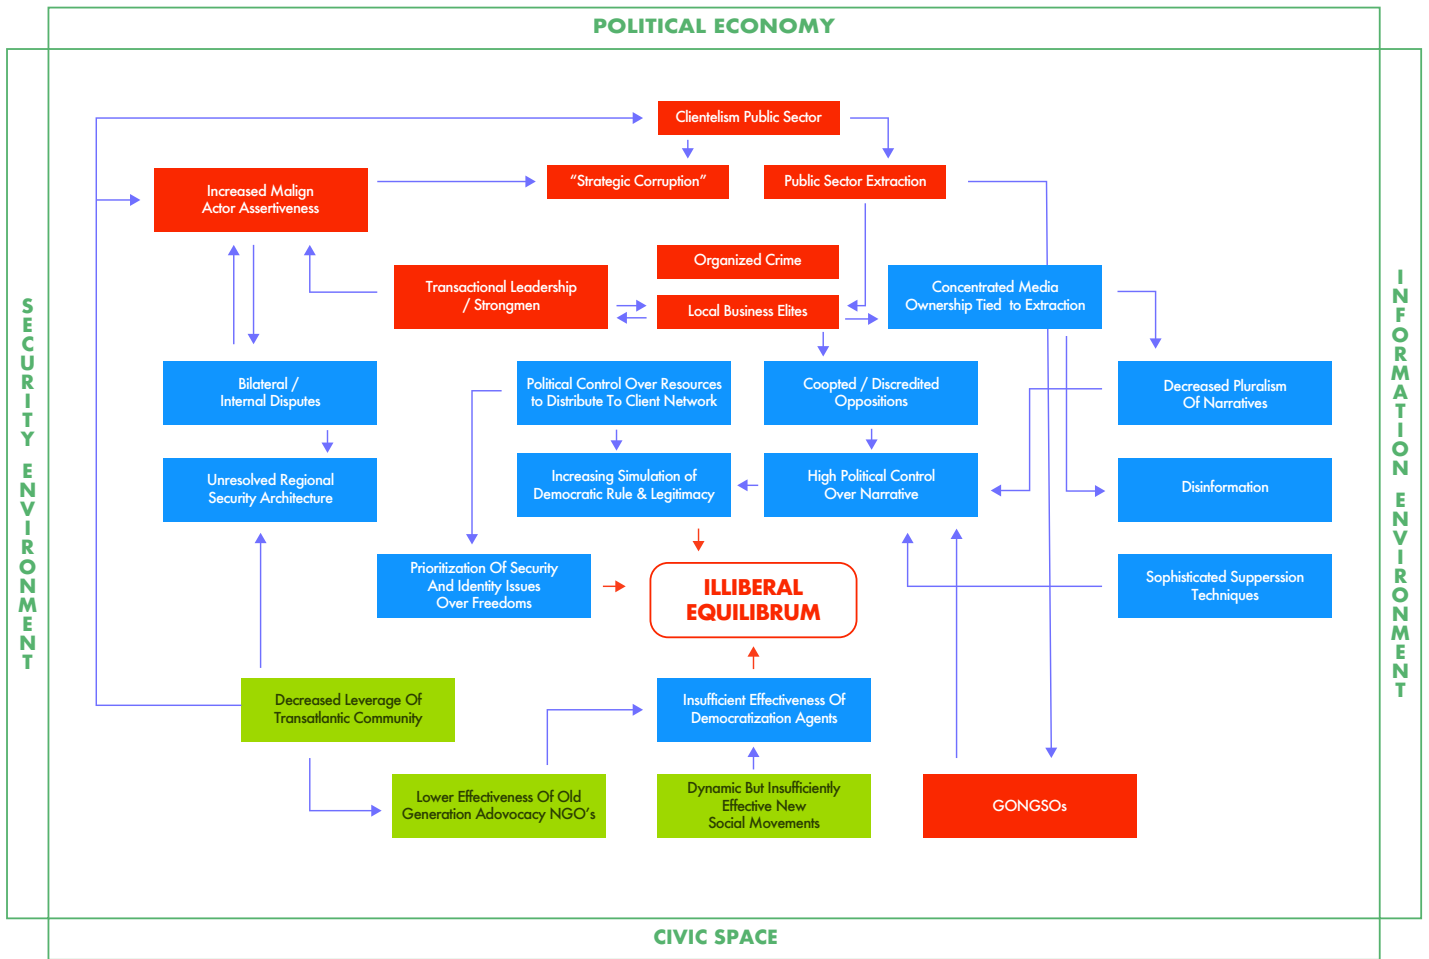 POLITICAL ECONOMY
Clientelism Public Sector
Increased Malign
Actor Assertiveness
“Strategic Corruption”
Public Sector Extraction
Organized Crime
Transactional Leadership
/ Strongmen
Local Business Elites
Concentrated Media
Ownership Tied to Extraction
SECURITY ENVIRONMENT
INFORMATION ENVIRONMENT
Bilateral /
Internal Disputes
Political Control Over Resources
to Distribute To Client Network
Coopted / Discredited
Oppositions
Decreased Pluralism
Of Narratives
Unresolved Regional
Security Architecture
Increasing Simulation of
Democratic Rule & Legitimacy
High Political Control
Over Narrative
Disinformation
Prioritization Of Security
And Identity Issues
Over Freedoms
ILLIBERAL
EQUILIBRUM
Sophisticated Supperssion
Techniques
Decreased Leverage Of
Transatlantic Community
Insufficient Effectiveness Of
Democratization Agents
Lower Effectiveness Of Old
Generation Adovocacy NGO’s
Dynamic But Insufficiently
Effective New
Social Movements
GONGSOs
CIVIC SPACE